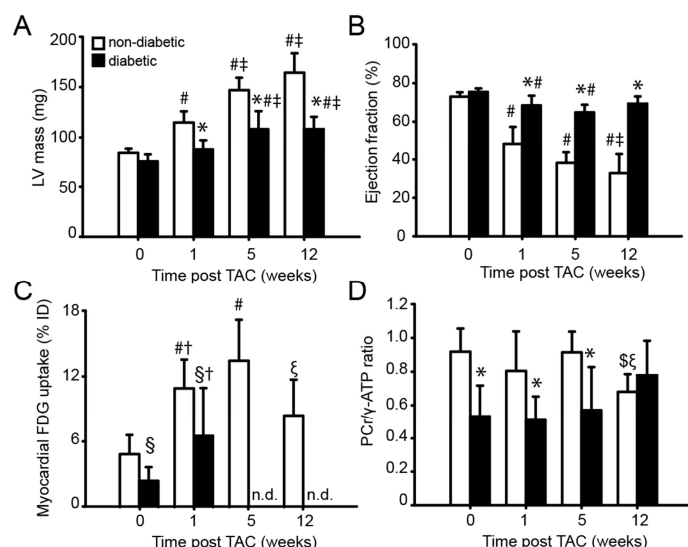 A
200
150
100
50
0
LV mass (mg)
non-diabetic
diabetic
#
*
#‡
*#‡
#‡
*#‡
0 1 5 12
Time post TAC (weeks)
B
100
80
60
40
20
0
Ejection fraction (%)
#
*#
#
*#
#‡
*
0 1 5 12
Time post TAC (weeks)
C
18
12
6
0
Myocardial FDG uptake (% ID)
§
#†
§†
#
n.d.
ξ
n.d.
0 1 5 12
Time post TAC (weeks)
D
1.2
1.0
0.8
0.6
0.4
0.2
0
PCr/γ-ATP ratio
*
*
*
$ξ
0 1 5 12
Time post TAC (weeks)